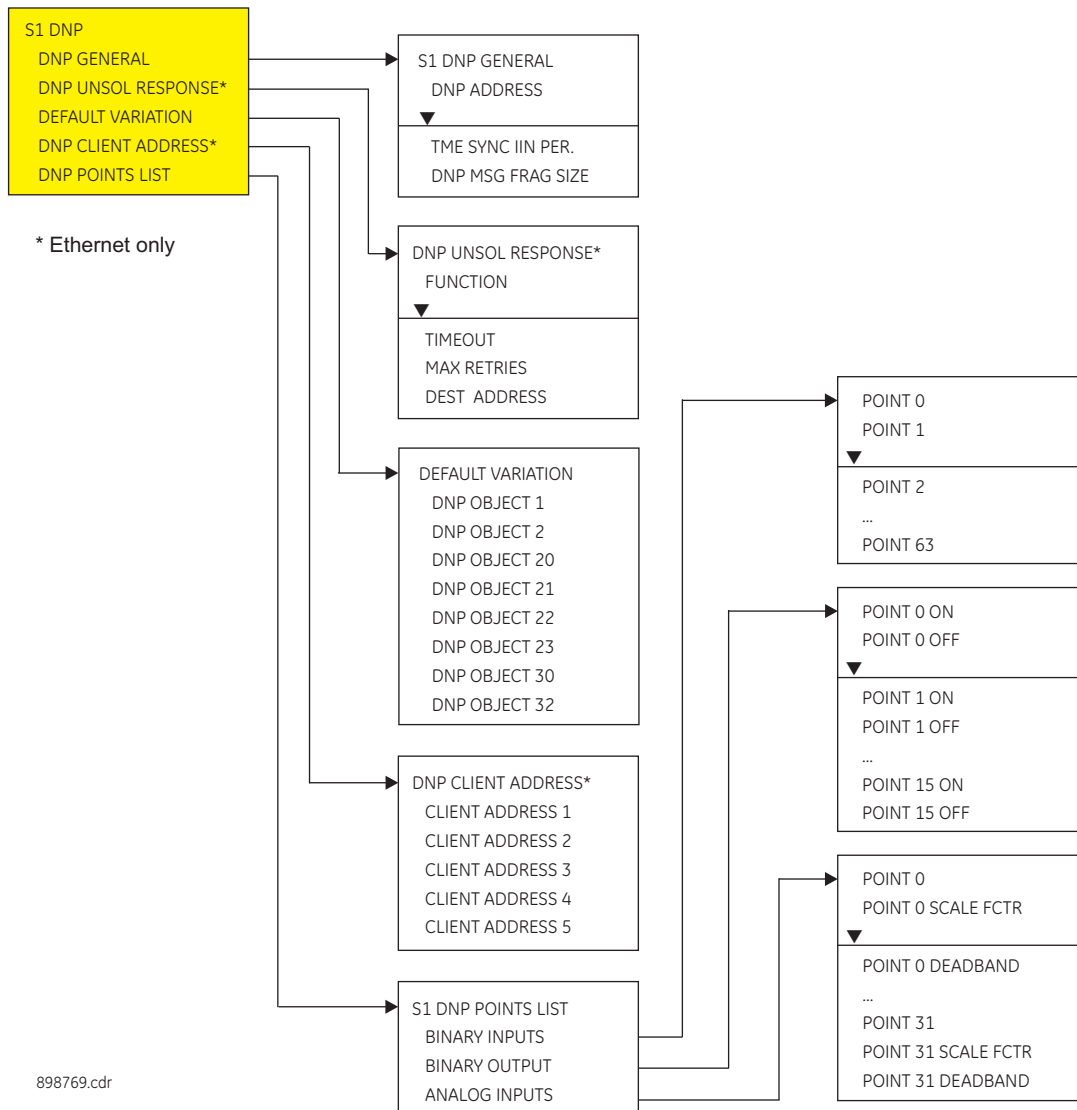 S1 DNP
DNP GENERAL
DNP UNSOL RESPONSE*
DEFAULT VARIATION
DNP CLIENT ADDRESS*
DNP POINTS LIST
* Ethernet only
S1 DNP GENERAL
DNP ADDRESS
TME SYNC IIN PER.
DNP MSG FRAG SIZE
DNP UNSOL RESPONSE*
FUNCTION
TIMEOUT
MAX RETRIES
DEST ADDRESS
DEFAULT VARIATION
DNP OBJECT 1
DNP OBJECT 2
DNP OBJECT 20
DNP OBJECT 21
DNP OBJECT 22
DNP OBJECT 23
DNP OBJECT 30
DNP OBJECT 32
DNP CLIENT ADDRESS*
CLIENT ADDRESS 1
CLIENT ADDRESS 2
CLIENT ADDRESS 3
CLIENT ADDRESS 4
CLIENT ADDRESS 5
S1 DNP POINTS LIST
BINARY INPUTS
BINARY OUTPUT
ANALOG INPUTS
POINT 0
POINT 1
POINT 2
...
POINT 63
POINT 0 ON
POINT 0 OFF
POINT 1 ON
POINT 1 OFF
...
POINT 15 ON
POINT 15 OFF
POINT 0
POINT 0 SCALE FCTR
POINT 0 DEADBAND
...
POINT 31
POINT 31 SCALE FCTR
POINT 31 DEADBAND
898769.cdr